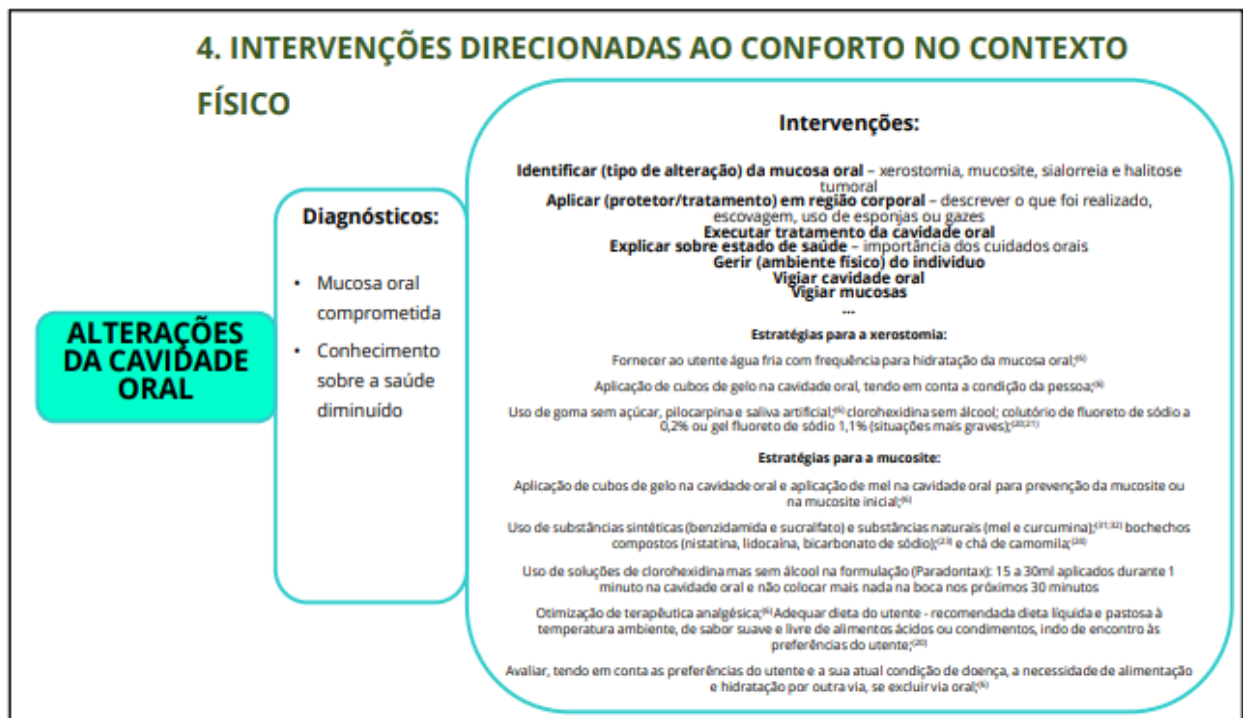 4. INTERVENÇÕES DIRECIONADAS AO CONFORTO NO CONTEXTO
FÍSICO
ALTERAÇÕES
DA CAVIDADE
ORAL
Diagnósticos:
• Mucosa oral
comprometida
• Conhecimento
sobre a saúde
diminuído
Intervenções:
Identificar (tipo de alteração) da mucosa oral – xerostomia, mucosite, sialorreia e halitose
tumoral
Aplicar (protetor/tratamento) em região corporal – descrever o que foi realizado,
escovagem, uso de esponjas ou gazes
Executar tratamento da cavidade oral
Explicar sobre estado de saúde – importância dos cuidados orais
Gerir (ambiente físico) do individuo
Vigiar cavidade oral
Vigiar mucosas
...
Estratégias para a xerostomia:
Fornecer ao utente água fria com frequência para hidratação da mucosa oral;(6)
Aplicação de cubos de gelo na cavidade oral, tendo em conta a condição da pessoa;(6)
Uso de goma sem açúcar, pilocarpina e saliva artificial;(6) clorohexidina sem álcool; colutório de fluoreto de sódio a
0,2% ou gel fluoreto de sódio 1,1% (situações mais graves);(20;21)
Estratégias para a mucosite:
Aplicação de cubos de gelo na cavidade oral e aplicação de mel na cavidade oral para prevenção da mucosite ou
na mucosite inicial;(6)
Uso de substâncias sintéticas (benzidamida e sucralfato) e substâncias naturais (mel e curcumina);(31;32) bochechos
compostos (nistatina, lidocaína, bicarbonato de sódio);(23) e chá de camomila;
Uso de soluções de clorohexidina mas sem álcool na formulação (Paradontax): 15 a 30ml aplicados durante 1
minuto na cavidade oral e não colocar mais nada na boca nos próximos 30 minutos
Otimização de terapêutica analgésica;(6) Adequar dieta do utente - recomendada dieta líquida e pastosa à
temperatura ambiente, de sabor suave e livre de alimentos ácidos ou condimentos, indo de encontro às
preferências do utente;(20)
Avaliar, tendo em conta as preferências do utente e a sua atual condição de doença, a necessidade de alimentação
e hidratação por outra via, se excluir via oral;(6)